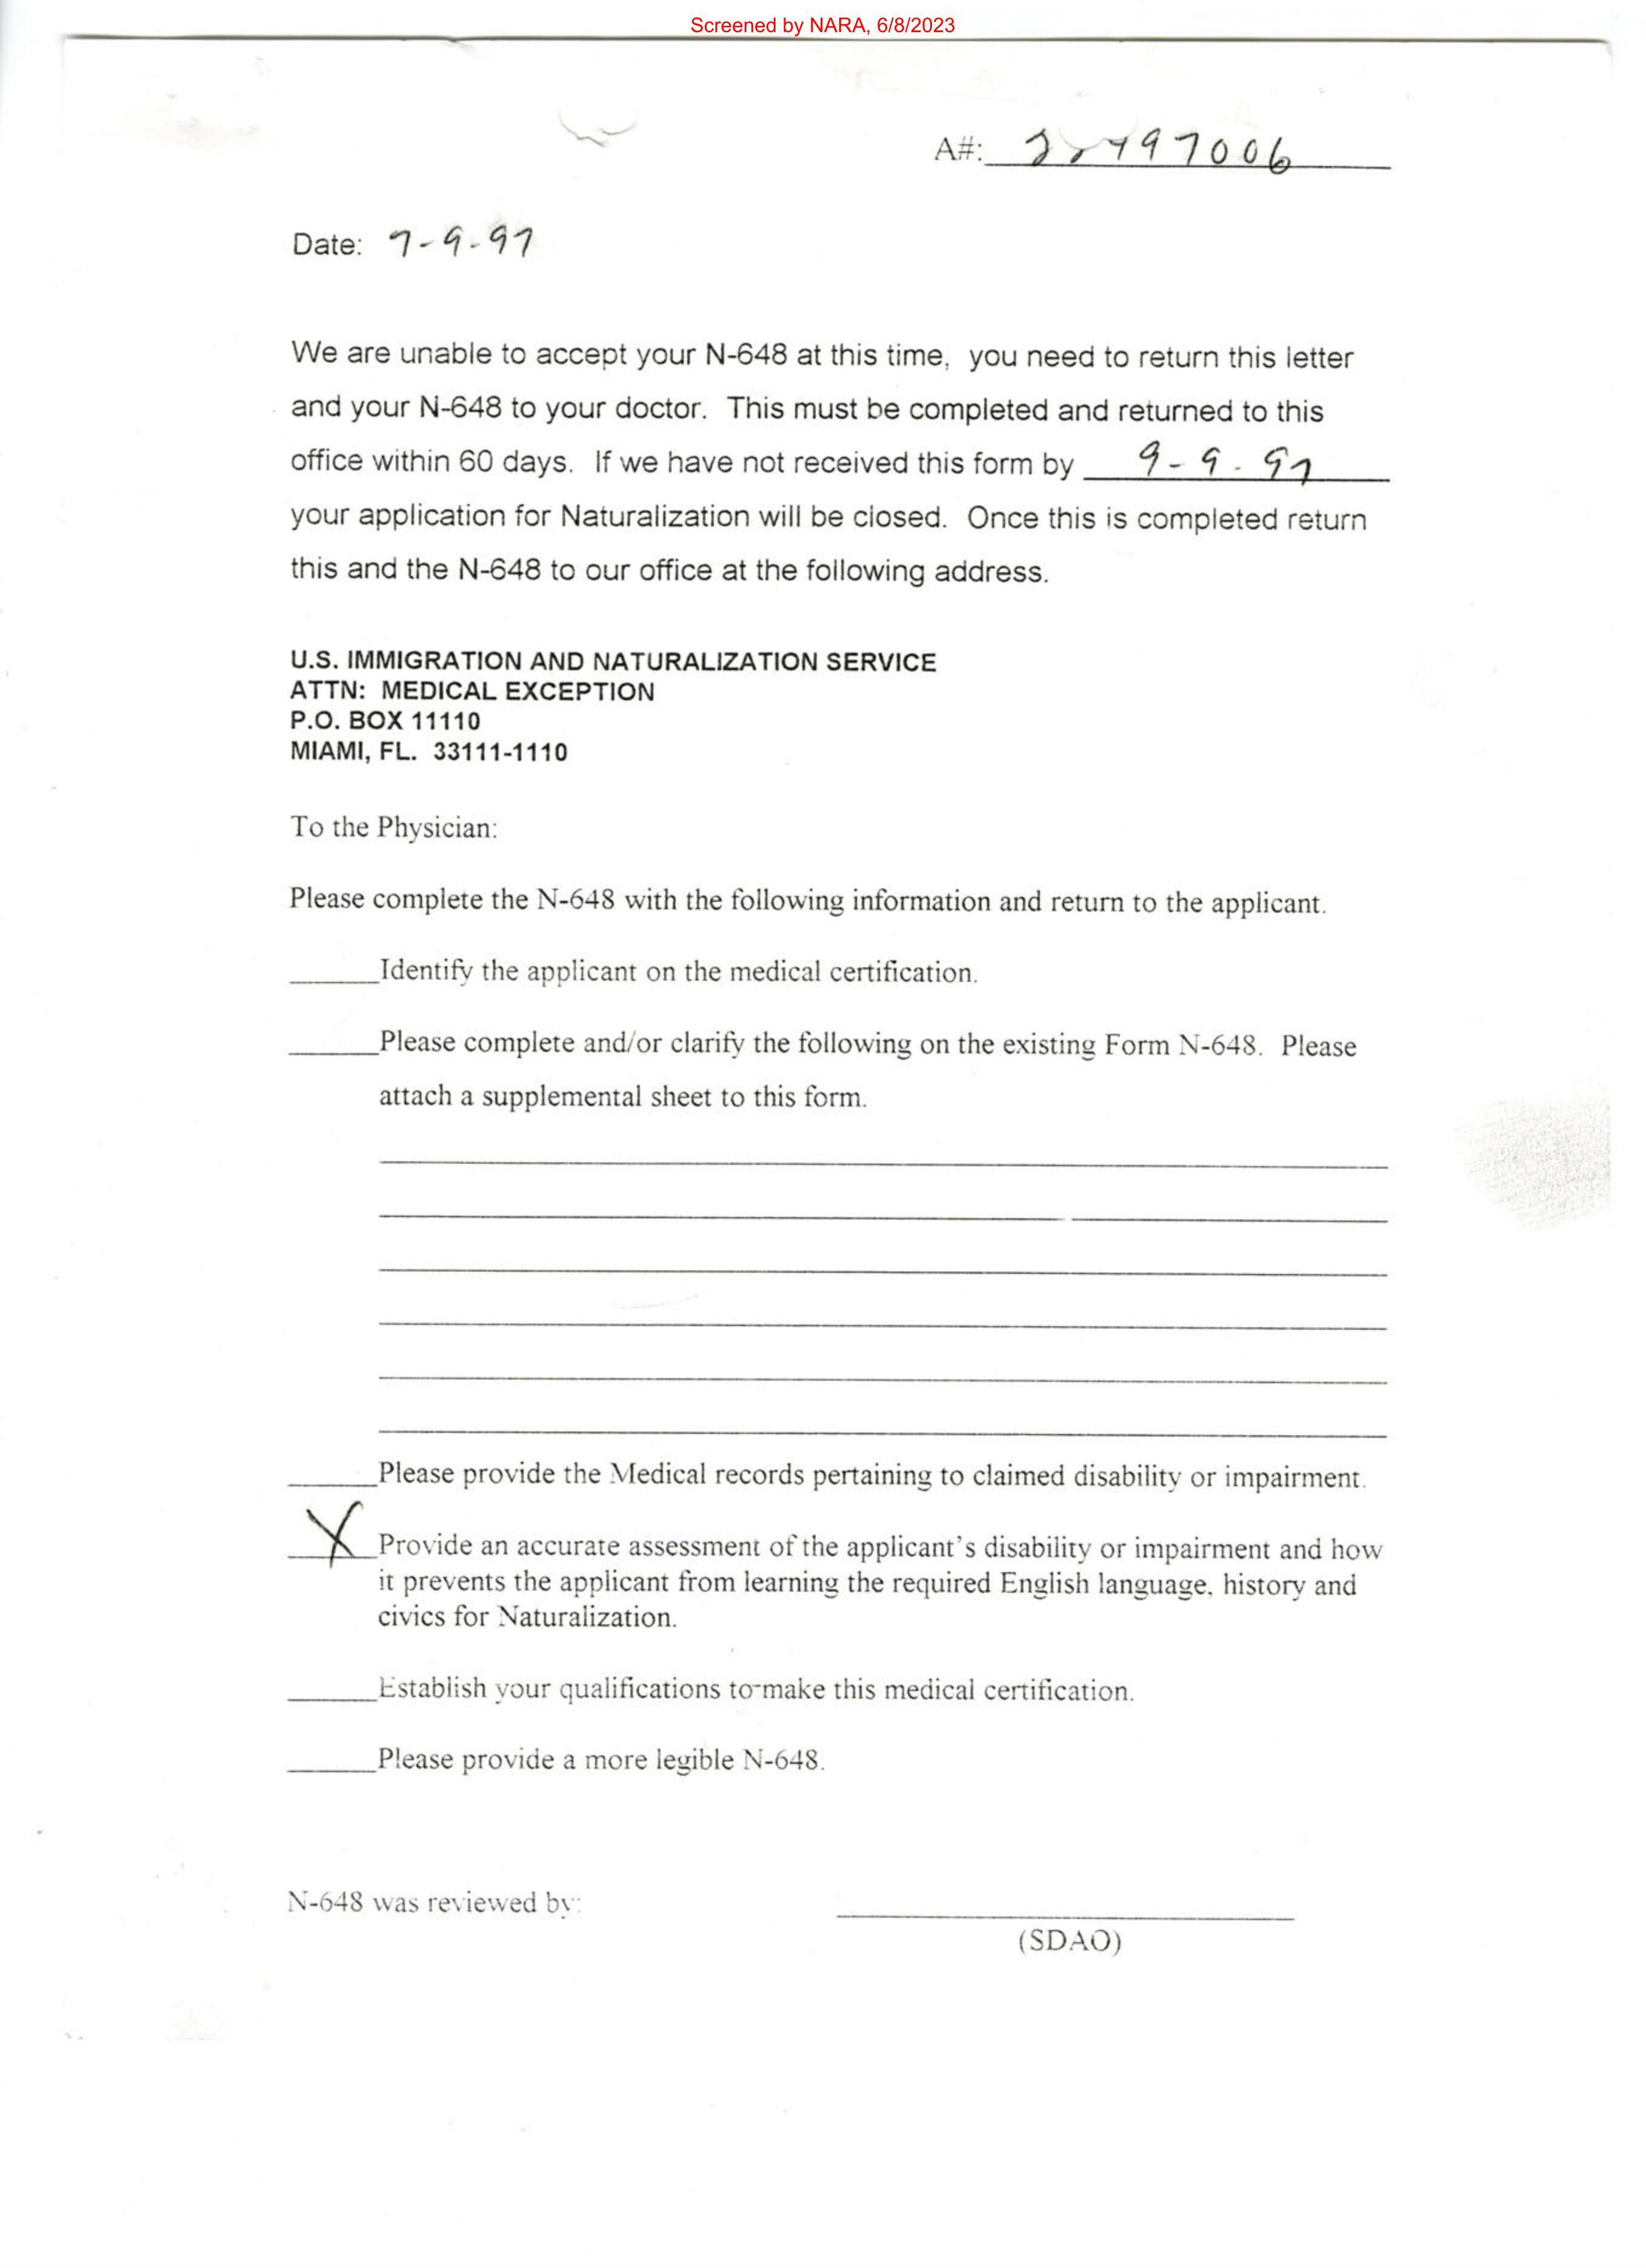 Screened by NARA, 6/8/2023
A#:
Date: 7-9-97
We are unable to accept your N-648 at this time, you need to return this letter
and your N-648 to your doctor. This must be completed and returned to this
office within 60 days. If we have not received this form by 9-9-97
your application for Naturalization will be closed. Once this is completed return
this and the N-648 to our office at the following address.
U.S. IMMIGRATION AND NATURALIZATION SERVICE
ATTN: MEDICAL EXCEPTION
P.O. BOX 11110
MIAMI, FL. 33111-1110
To the Physician:
Please complete the N-648 with the following information and return to the applicant.
Identify the applicant on the medical certification.
Please complete and/or clarify the following on the existing Form N-648. Please
attach a supplemental sheet to this form.
Please provide the Medical records pertaining to claimed disability or impairment.
X Provide an accurate assessment of the applicant's disability or impairment and how
it prevents the applicant from learning the required English language, history and
civics for Naturalization.
Establish your qualifications to make this medical certification.
Please provide a more legible N-648.
N-648 was reviewed by:
(SDAO)